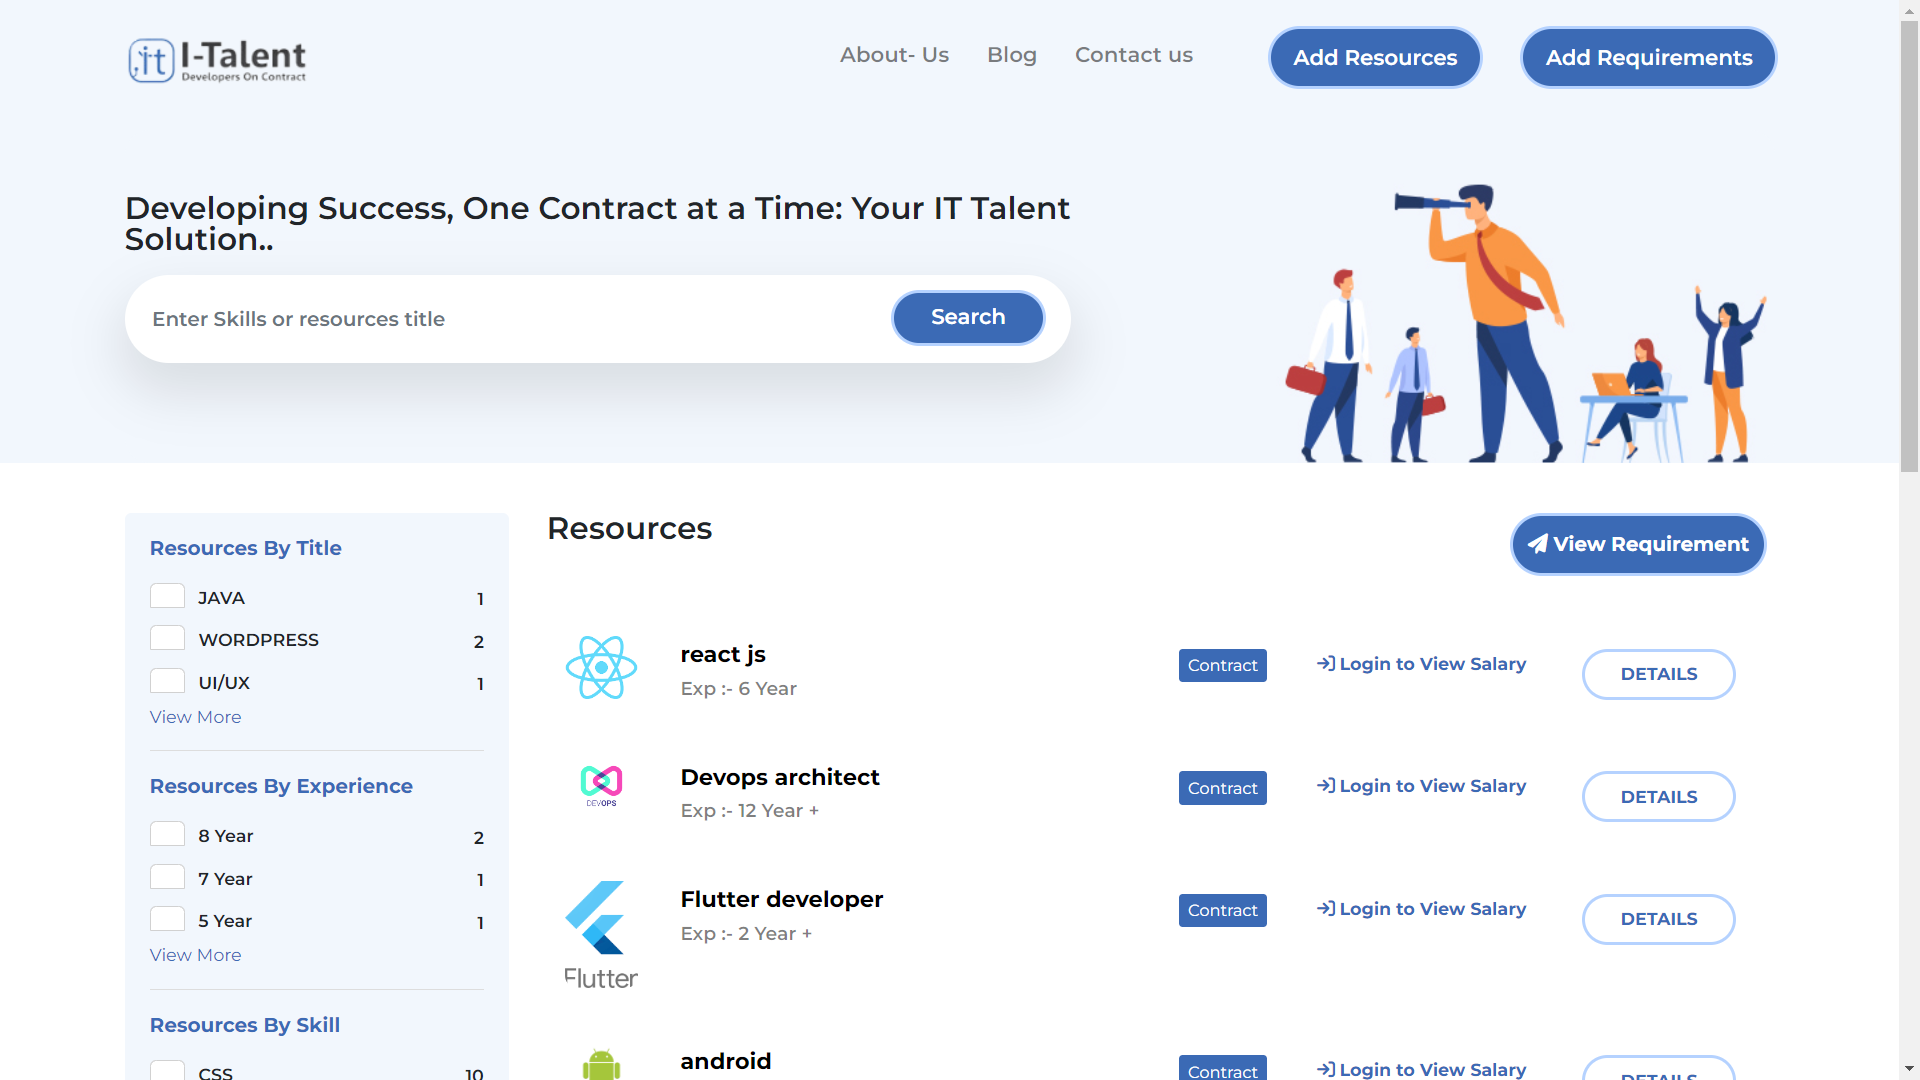 it I-Talent
Developers On Contract
About- Us
Blog
Contact us
Add Resources
Add Requirements
Developing Success, One Contract at a Time: Your IT Talent
Solution..
Enter Skills or resources title
Search
Resources By Title
JAVA 1
WORDPRESS 2
UI/UX 1
View More
Resources By Experience
8 Year 2
7 Year 1
5 Year 1
View More
Resources By Skill
CSS 10
Resources
View Requirement
react js
Exp :- 6 Year
Contract
Login to View Salary
DETAILS
DEVOPS
Devops architect
Exp :- 12 Year +
Contract
Login to View Salary
DETAILS
Flutter
Flutter developer
Exp :- 2 Year +
Contract
Login to View Salary
DETAILS
android
Contract
Login to View Salary
DETAILS